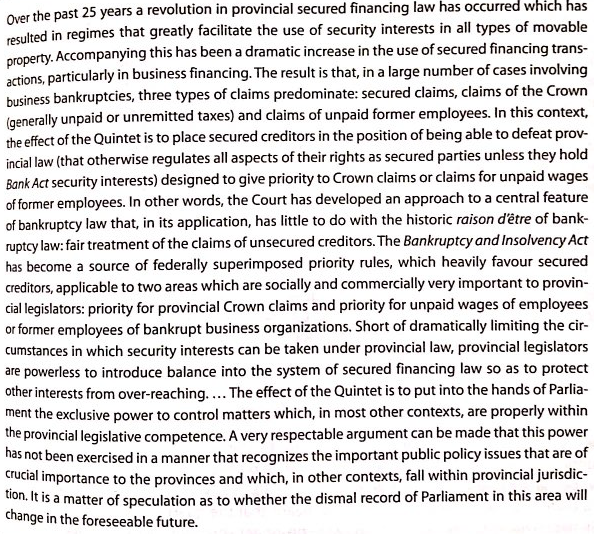 Over the past 25 years a revolution in provincial secured financing law has occurred which has
resulted in regimes that greatly facilitate the use of security interests in all types of movable
property. Accompanying this has been a dramatic increase in the use of secured financing trans-
actions, particularly in business financing. The result is that, in a large number of cases involving
business bankruptcies, three types of claims predominate: secured claims, claims of the Crown
(generally unpaid or unremitted taxes) and claims of unpaid former employees. In this context,
the effect of the Quintet is to place secured creditors in the position of being able to defeat prov-
incial law (that otherwise regulates all aspects of their rights as secured parties unless they hold
Bank Act security interests) designed to give priority to Crown claims or claims for unpaid wages
of former employees. In other words, the Court has developed an approach to a central feature
of bankruptcy law that, in its application, has little to do with the historic raison d'être of bank-
ruptcy law: fair treatment of the claims of unsecured creditors. The Bankruptcy and Insolvency Act
has become a source of federally superimposed priority rules, which heavily favour secured
creditors, applicable to two areas which are socially and commercially very important to provin-
cial legislators: priority for provincial Crown claims and priority for unpaid wages of employees
or former employees of bankrupt business organizations. Short of dramatically limiting the cir-
cumstances in which security interests can be taken under provincial law, provincial legislators
are powerless to introduce balance into the system of secured financing law so as to protect
other interests from over-reaching. ... The effect of the Quintet is to put into the hands of Parlia-
ment the exclusive power to control matters which, in most other contexts, are properly within
the provincial legislative competence. A very respectable argument can be made that this power
has not been exercised in a manner that recognizes the important public policy issues that are of
crucial importance to the provinces and which, in other contexts, fall within provincial jurisdic-
tion. It is a matter of speculation as to whether the dismal record of Parliament in this area will
change in the foreseeable future.